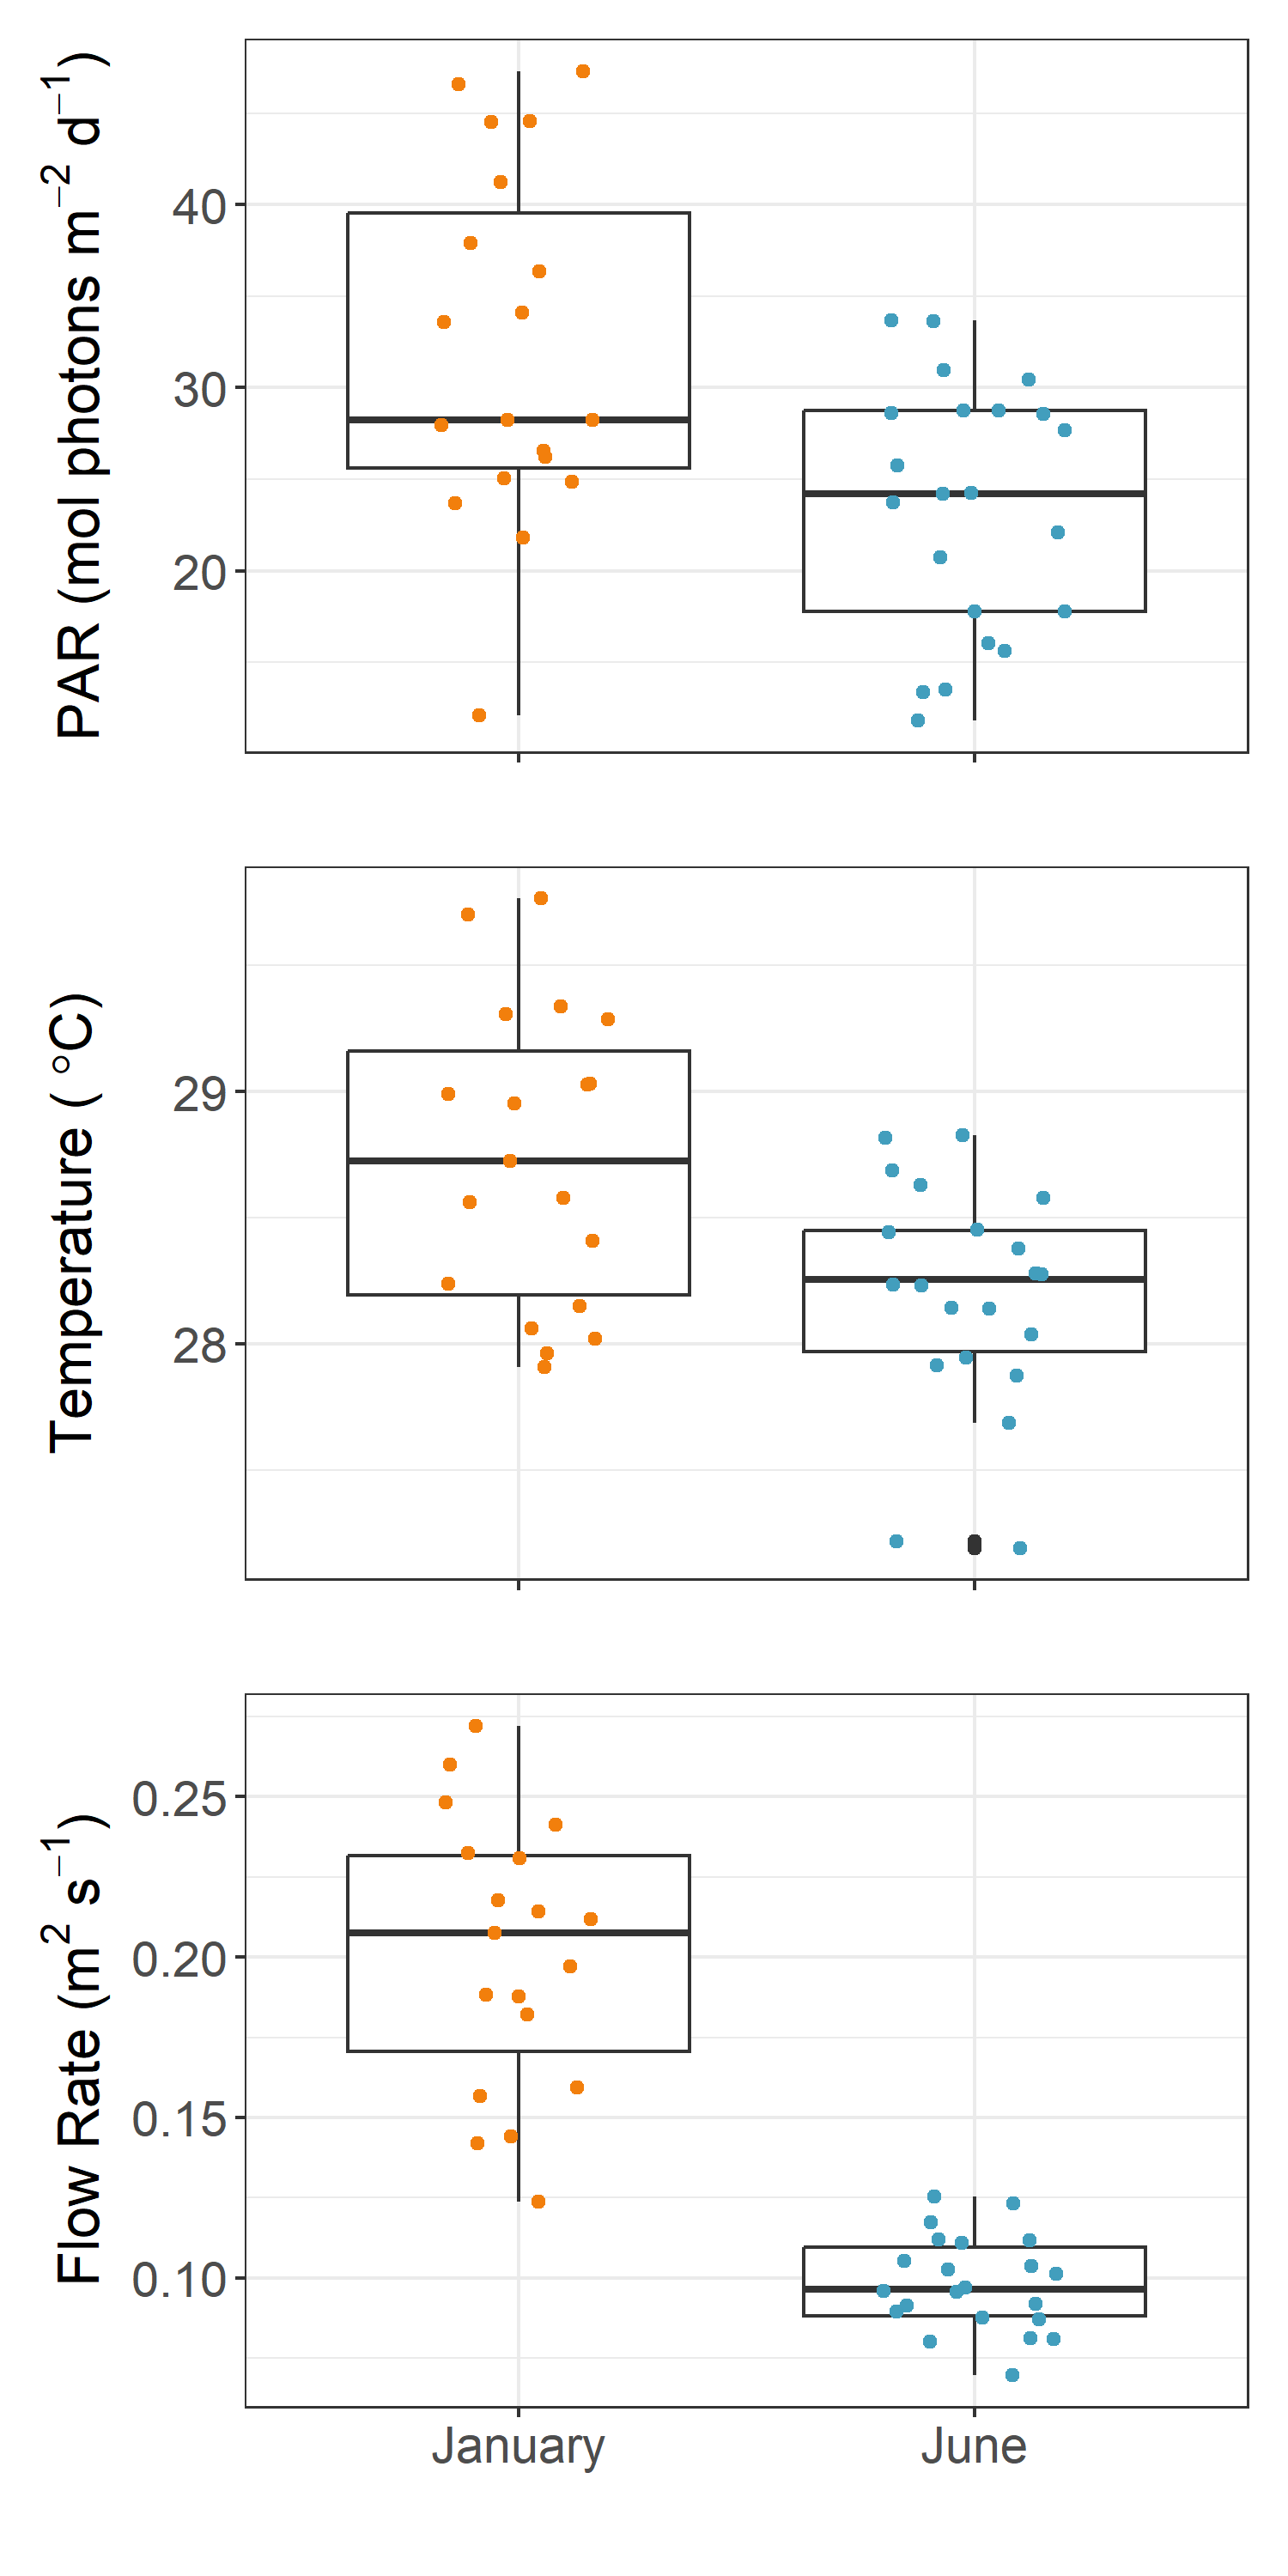 PAR (mol photons m⁻² d⁻¹)
40
30
20
Temperature ( °C)
29
28
Flow Rate (m² s⁻¹)
0.25
0.20
0.15
0.10
January June